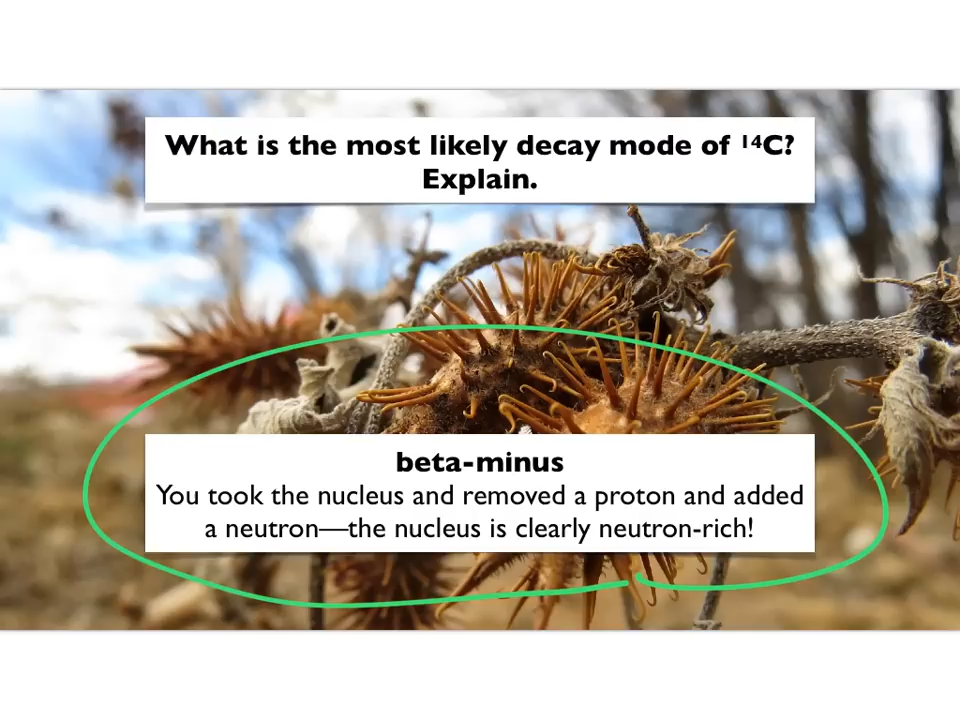 What is the most likely decay mode of ¹⁴C?
Explain.
beta-minus
You took the nucleus and removed a proton and added
a neutron—the nucleus is clearly neutron-rich!